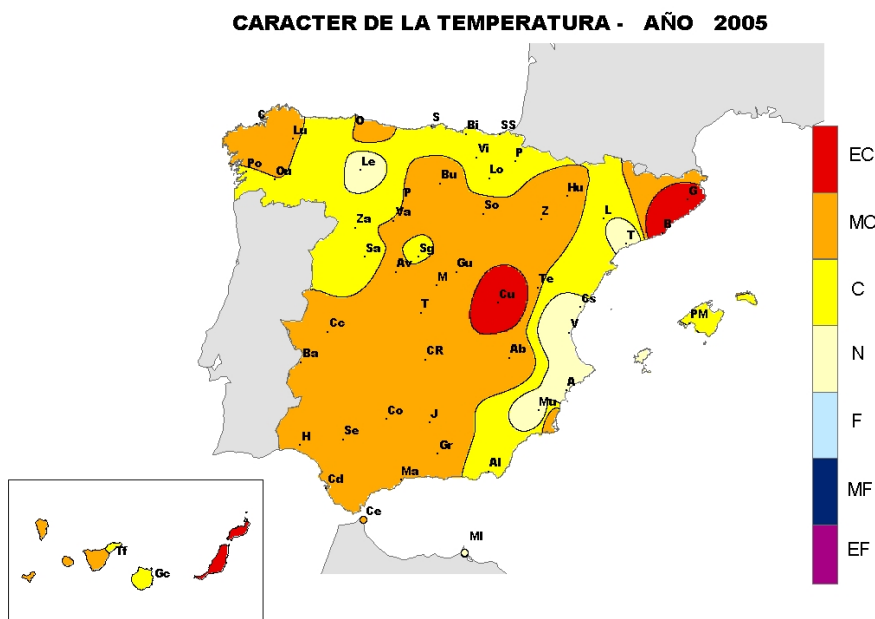 CARACTER DE LA TEMPERATURA - AÑO 2005
C
Lu
O
S
Bi
SS
Po
Ou
Le
Vi
P
Lo
P
Bu
Hu
G
Za
Va
So
Z
L
B
T
Sa
Sg
Av
Gu
M
Te
Cu
Cs
T
PM
Cc
V
Ba
CR
Ab
A
Mu
Co
J
H
Se
Gr
Al
Cd
Ma
Ce
Ml
Tf
Gc
EC
MC
C
N
F
MF
EF